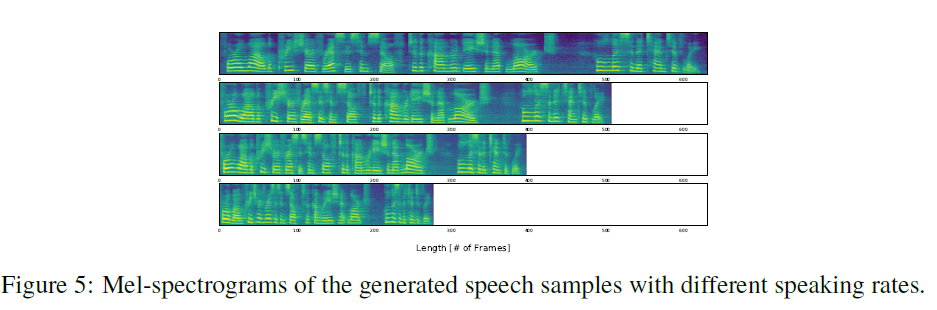 0 100 200 300 400 500 600
0 100 200 300 400 500 600
0 100 200 300 400 500 600
0 100 200 300 400 500 600
Length [# of Frames]
Figure 5: Mel-spectrograms of the generated speech samples with different speaking rates.